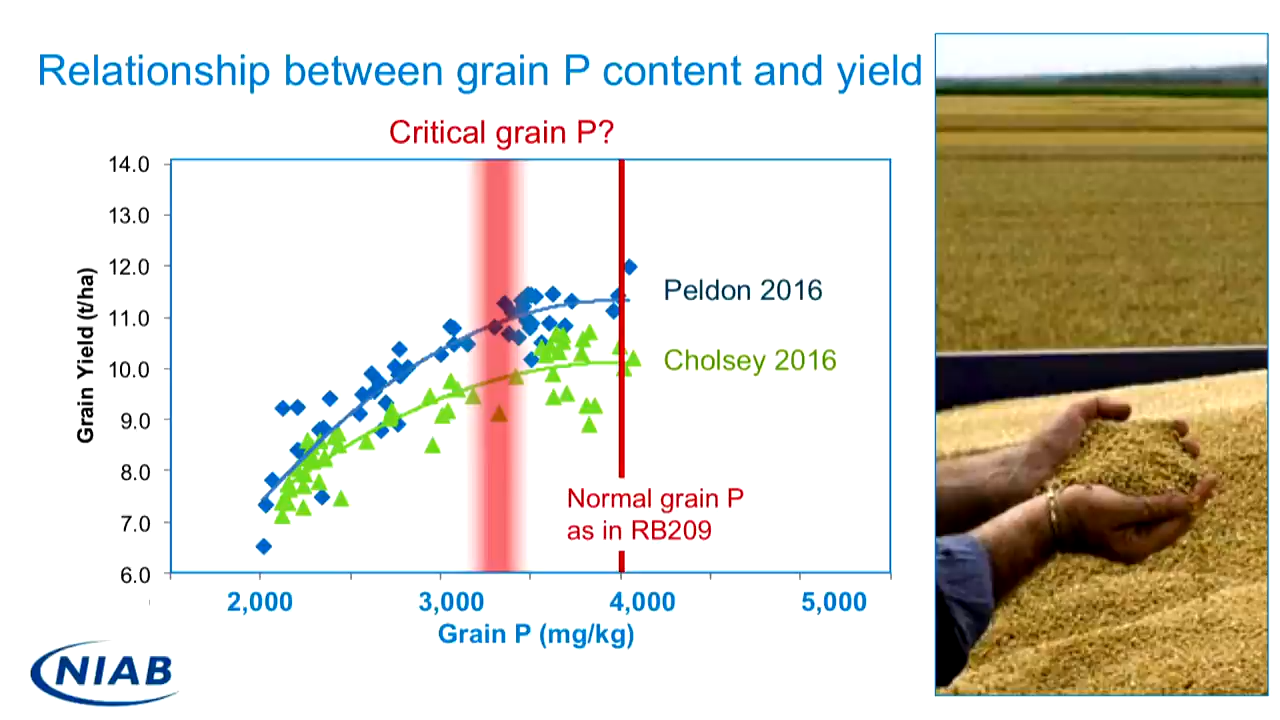 Relationship between grain P content and yield
Critical grain P?
14.0
13.0
12.0
11.0
10.0
9.0
8.0
7.0
6.0
Grain Yield (t/ha)
Peldon 2016
Cholsey 2016
Normal grain P
as in RB209
2,000
3,000
4,000
5,000
Grain P (mg/kg)
NIAB